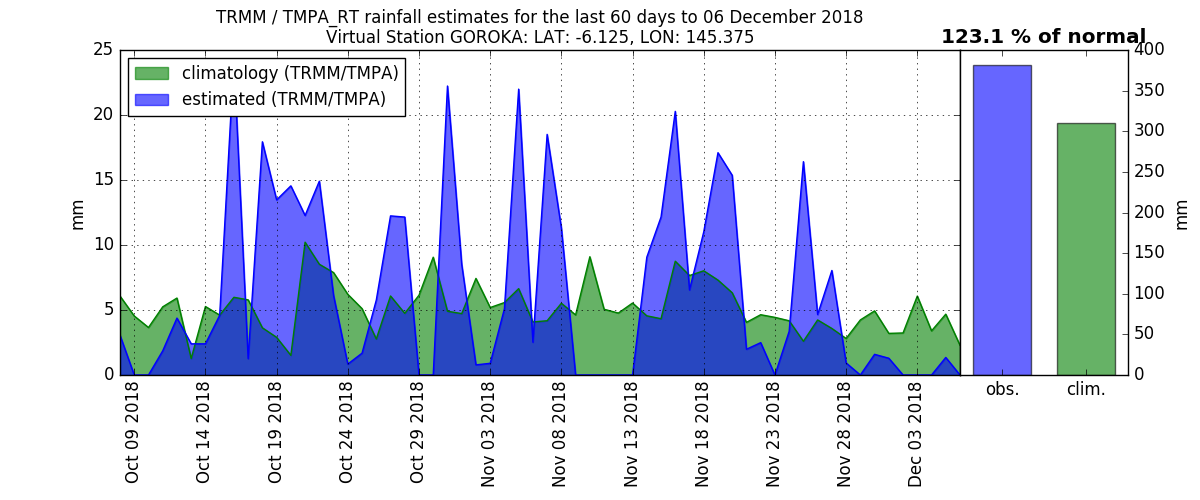 TRMM / TMPA_RT rainfall estimates for the last 60 days to 06 December 2018
Virtual Station GOROKA: LAT: -6.125, LON: 145.375
123.1 % of normal
climatology (TRMM/TMPA)
estimated (TRMM/TMPA)
25
20
15
10
5
0
mm
400
350
300
250
200
150
100
50
0
mm
obs.
clim.
Oct 09 2018
Oct 14 2018
Oct 19 2018
Oct 24 2018
Oct 29 2018
Nov 03 2018
Nov 08 2018
Nov 13 2018
Nov 18 2018
Nov 23 2018
Nov 28 2018
Dec 03 2018